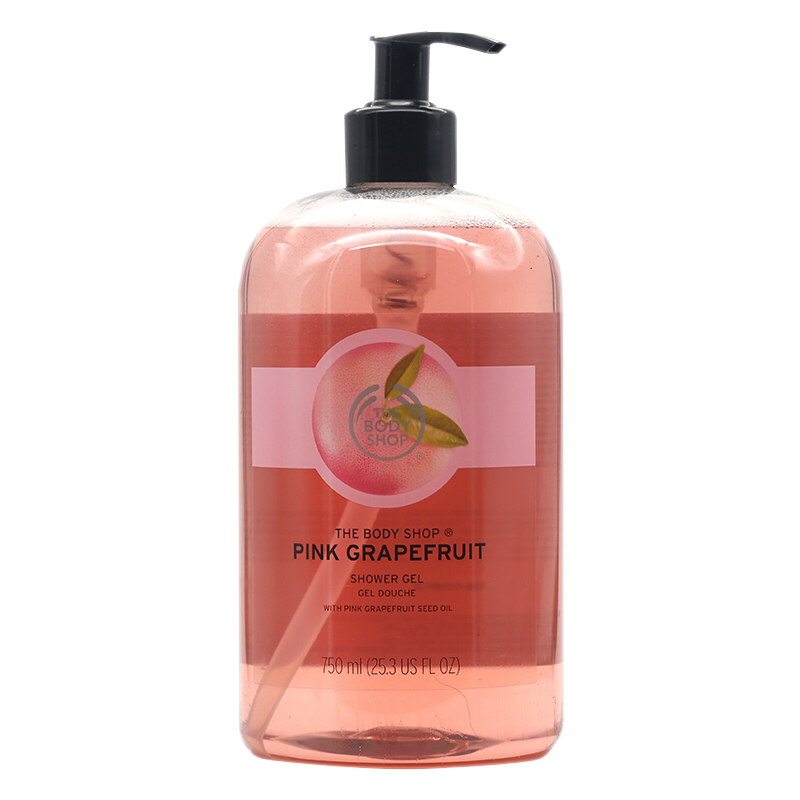 THE
BODY
SHOP
®
THE BODY SHOP ®
PINK GRAPEFRUIT
SHOWER GEL
GEL DOUCHE
WITH PINK GRAPEFRUIT SEED OIL
750 ml (25.3 US FL OZ)